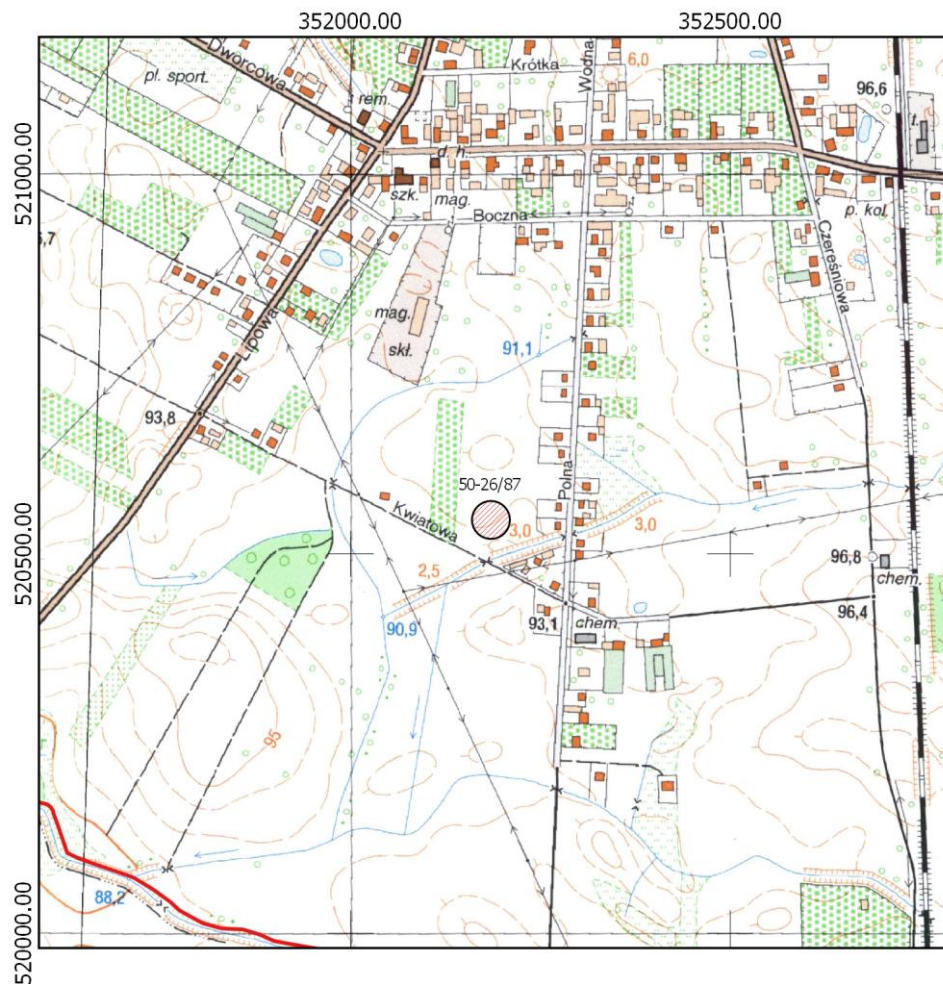 352000.00
352500.00
Dworcowa
pl. sport.
rem.
Krótka
Wodna
6,0
96,6
t.
d. h.
521000.00
szk.
mag.
Boczna
p. kol.
Czereśniowa
Lipowa
mag.
skł.
91,1
93,8
Polna
50-26/87
Kwiatowa
3,0
3,0
520500.00
2,5
96,8
chem.
90,9
93,1
chem.
96,4
95
88,2
520000.00